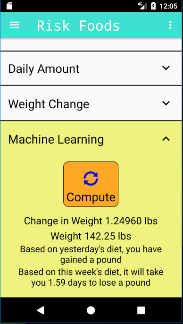 12:05
Risk Foods
Daily Amount
Weight Change
Machine Learning
Compute
Change in Weight 1.24960 lbs
Weight 142.25 lbs
Based on yesterday's diet, you have
gained a pound
Based on this week's diet, it will take
you 1.59 days to lose a pound